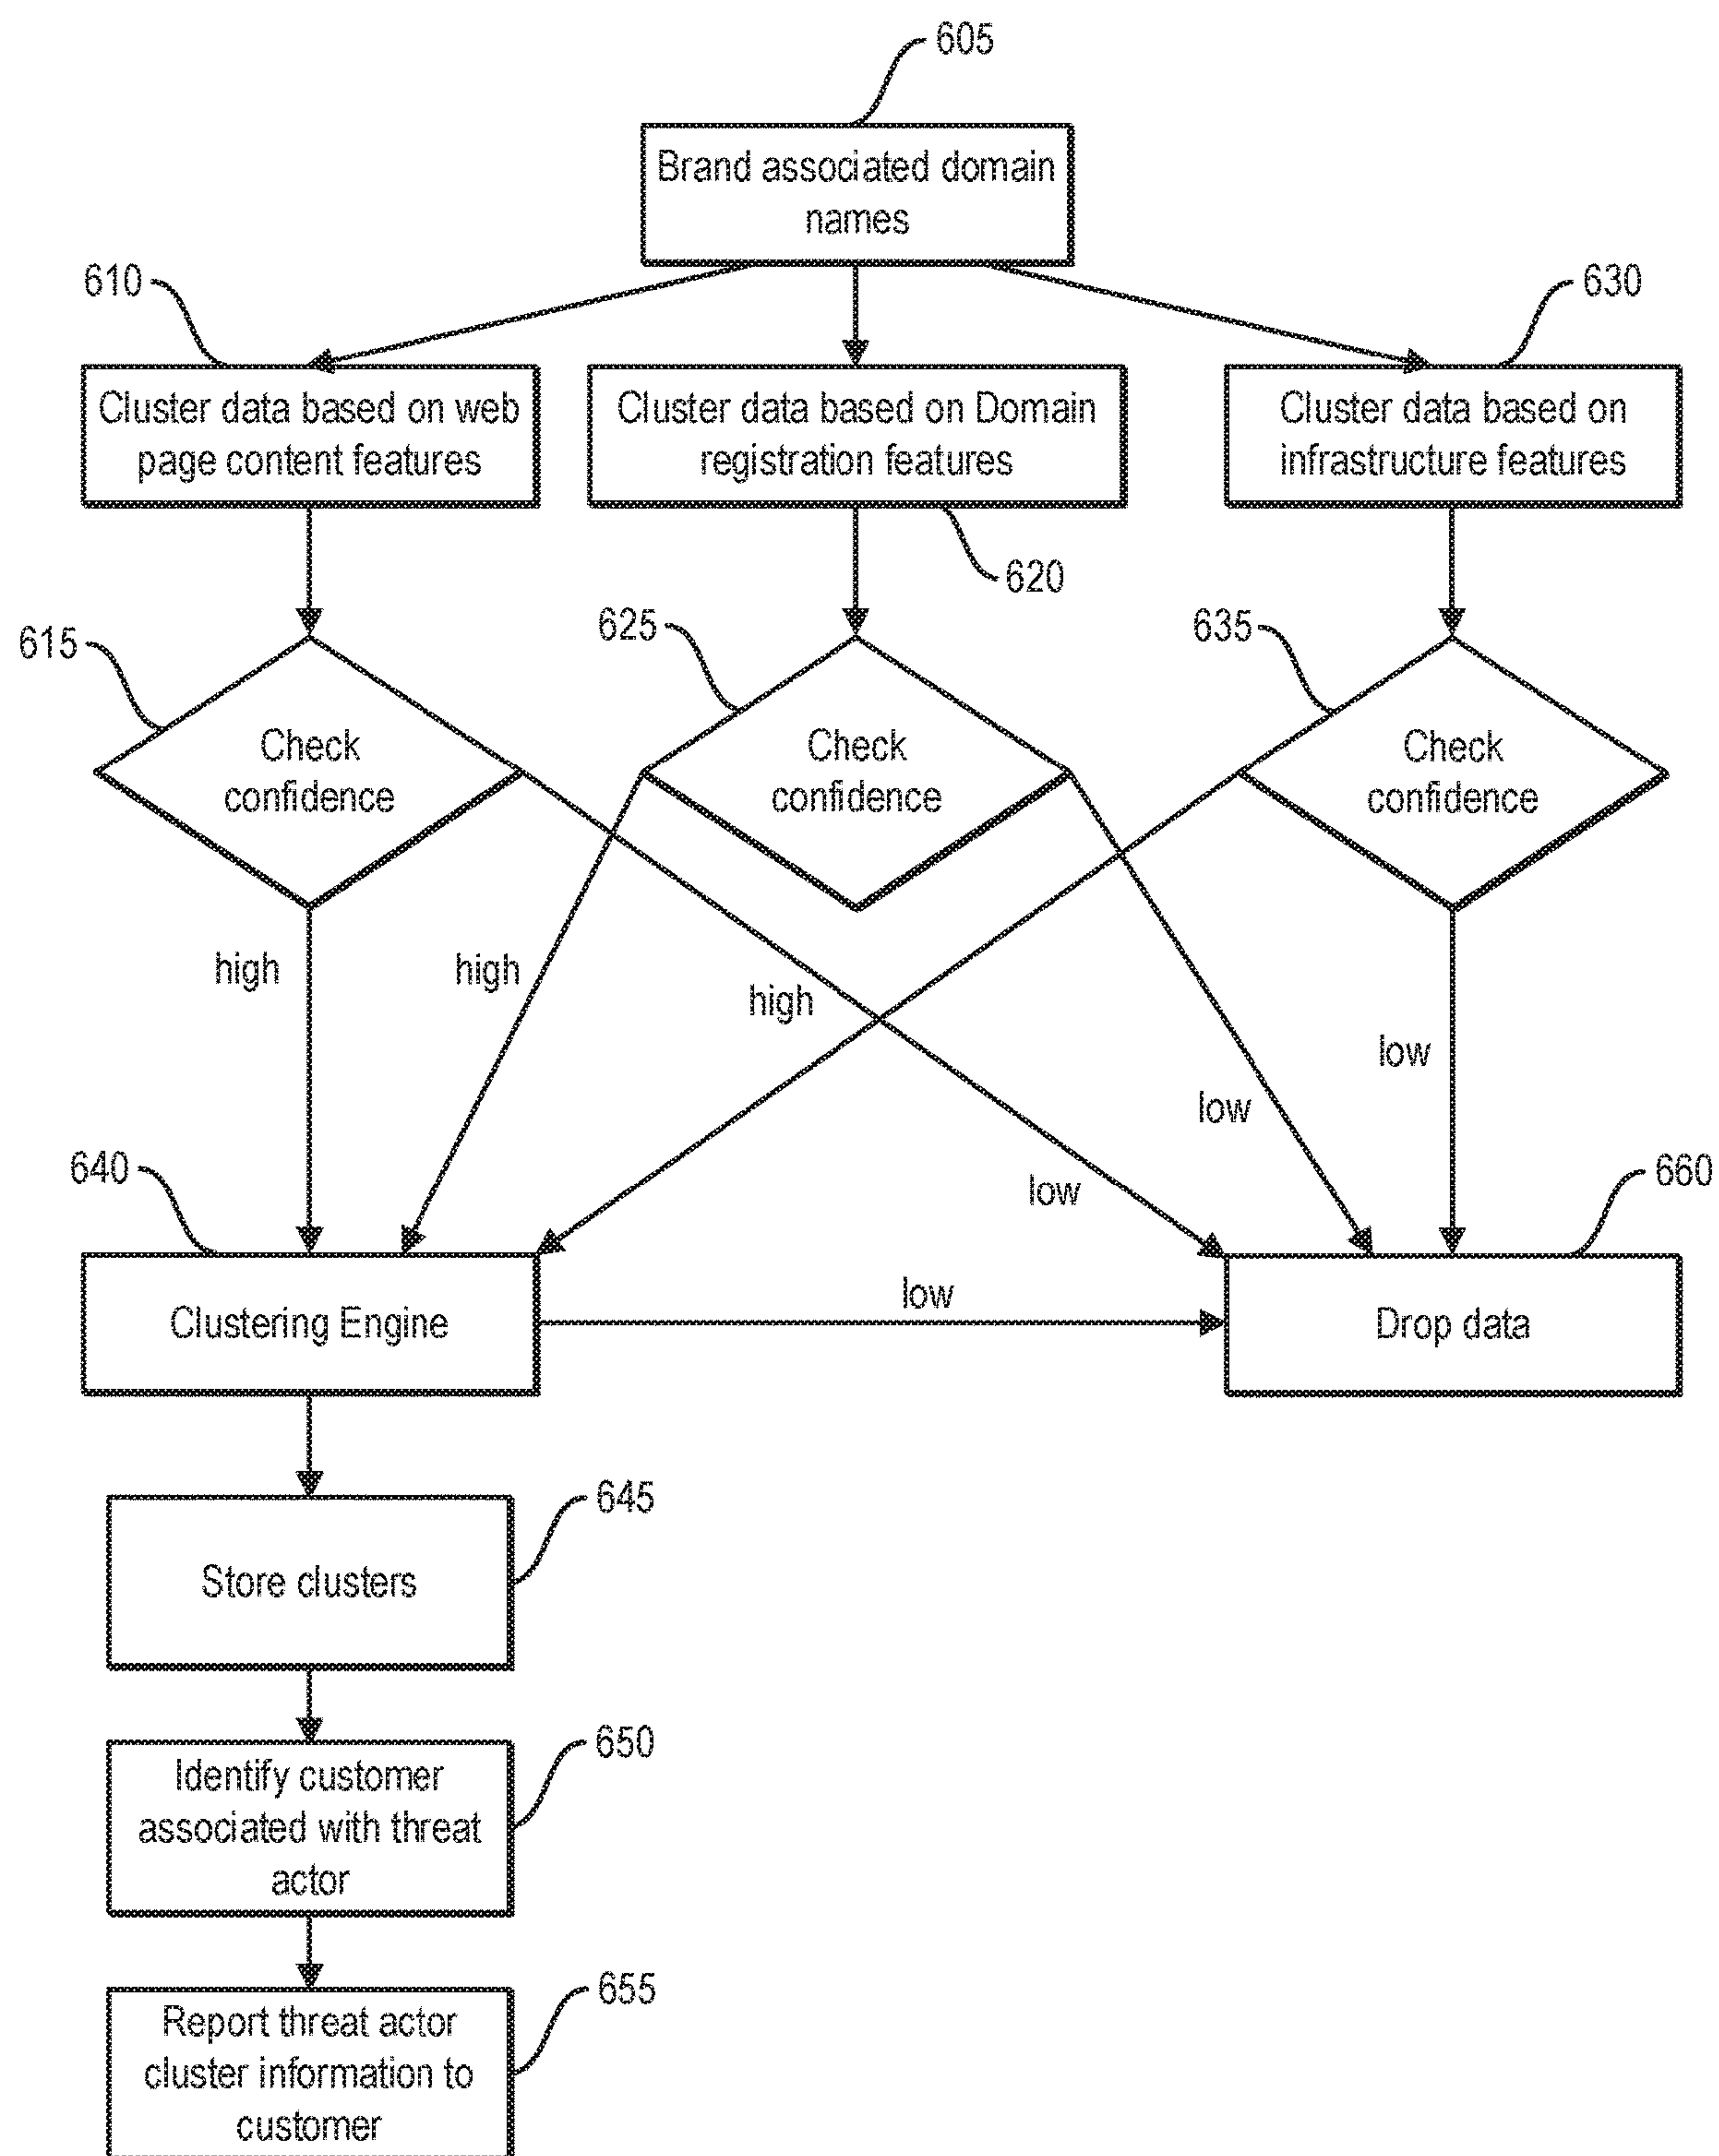 605
Brand associated domain
names
610
630
Cluster data based on web
page content features
Cluster data based on Domain
registration features
Cluster data based on
infrastructure features
620
615
625
635
Check
confidence
Check
confidence
Check
confidence
high
high
high
low
low
low
640
660
Clustering Engine
low
Drop data
645
Store clusters
650
Identify customer
associated with threat
actor
655
Report threat actor
cluster information to
customer